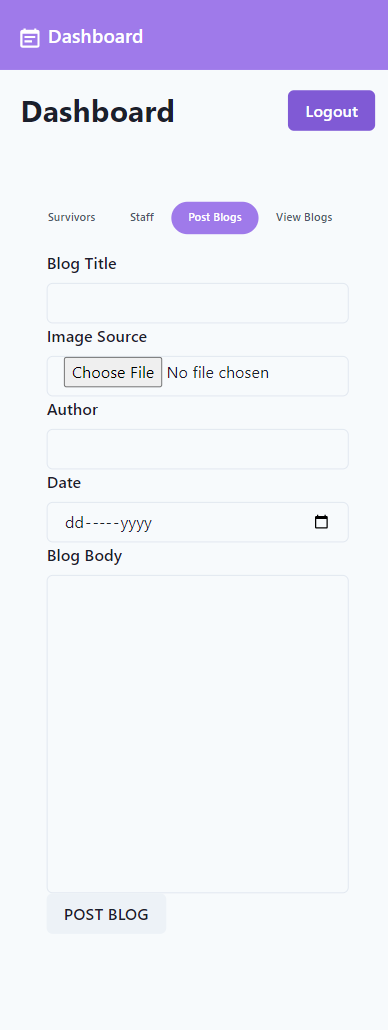 Dashboard
Dashboard Logout
Survivors Staff Post Blogs View Blogs
Blog Title
Image Source
Choose File No file chosen
Author
Date
dd-----yyyy
Blog Body
POST BLOG